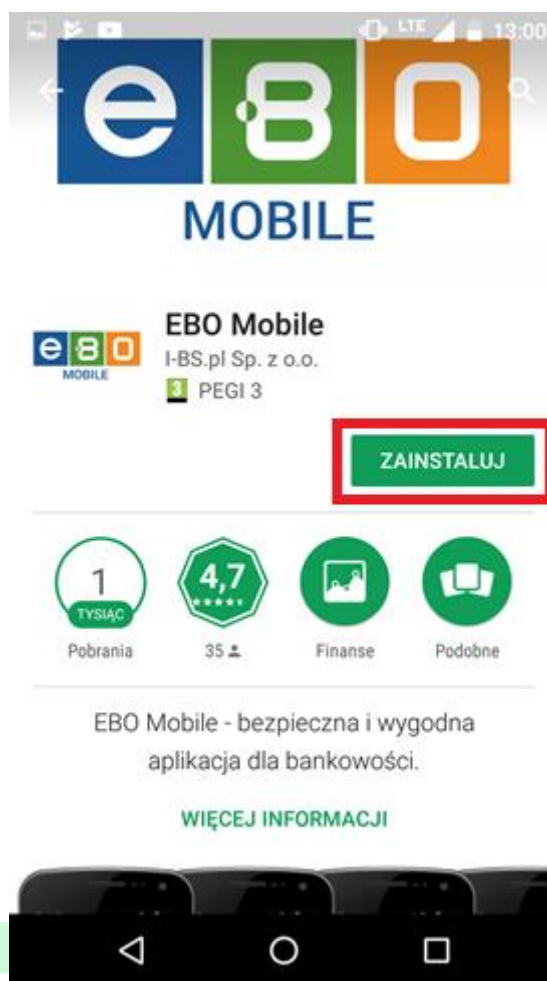 LTE 13:00
eBO
MOBILE
eBO
MOBILE
EBO Mobile
I-BS.pl Sp. z o.o.
3 PEGI 3
ZAINSTALUJ
1
TYSIĄC
4,7
Pobrania 35 Finanse Podobne
EBO Mobile - bezpieczna i wygodna
aplikacja dla bankowości.
WIĘCEJ INFORMACJI